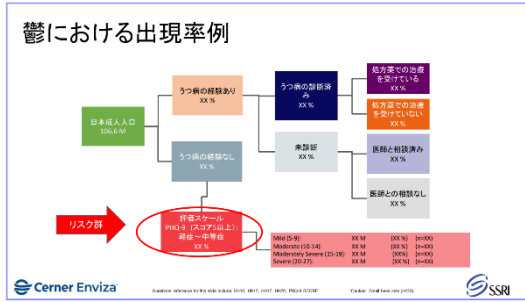 鬱における出現率例
日本成人人口
106.6 M
うつ病の経験あり
XX %
うつ病の経験なし
XX %
うつ病の診断済
み
XX %
未診断
XX %
処方薬での治療
を受けている
XX %
処方薬での治療
を受けていない
XX %
医師と相談済み
XX %
医師との相談なし
XX %
リスク群
評価スケール
PHQ-9 (スコア5以上):
軽症~中等症
XX %
Mild (5-9): XX M (XX %) (n=XX)
Moderate (10-14): XX M (XX %) (n=XX)
Moderately Severe (15-19): XX M (XX%) (n=XX)
Severe (20-27): XX M (XX %) (n=XX)
Cerner Enviza
SSRI